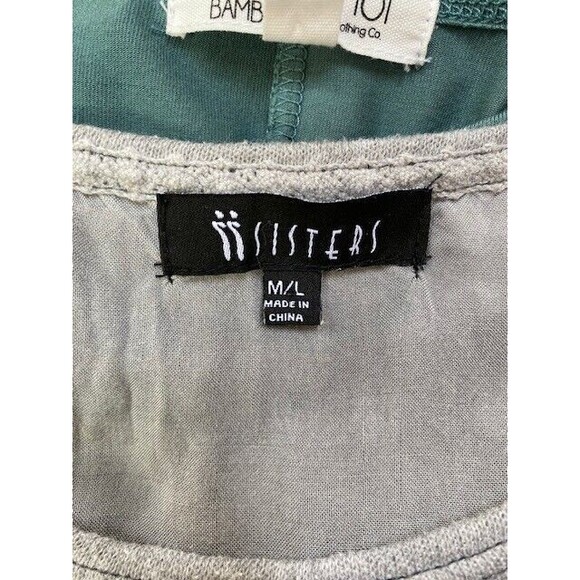 BAMB 101
othing Co.
SISTERS
M/L
MADE IN
CHINA